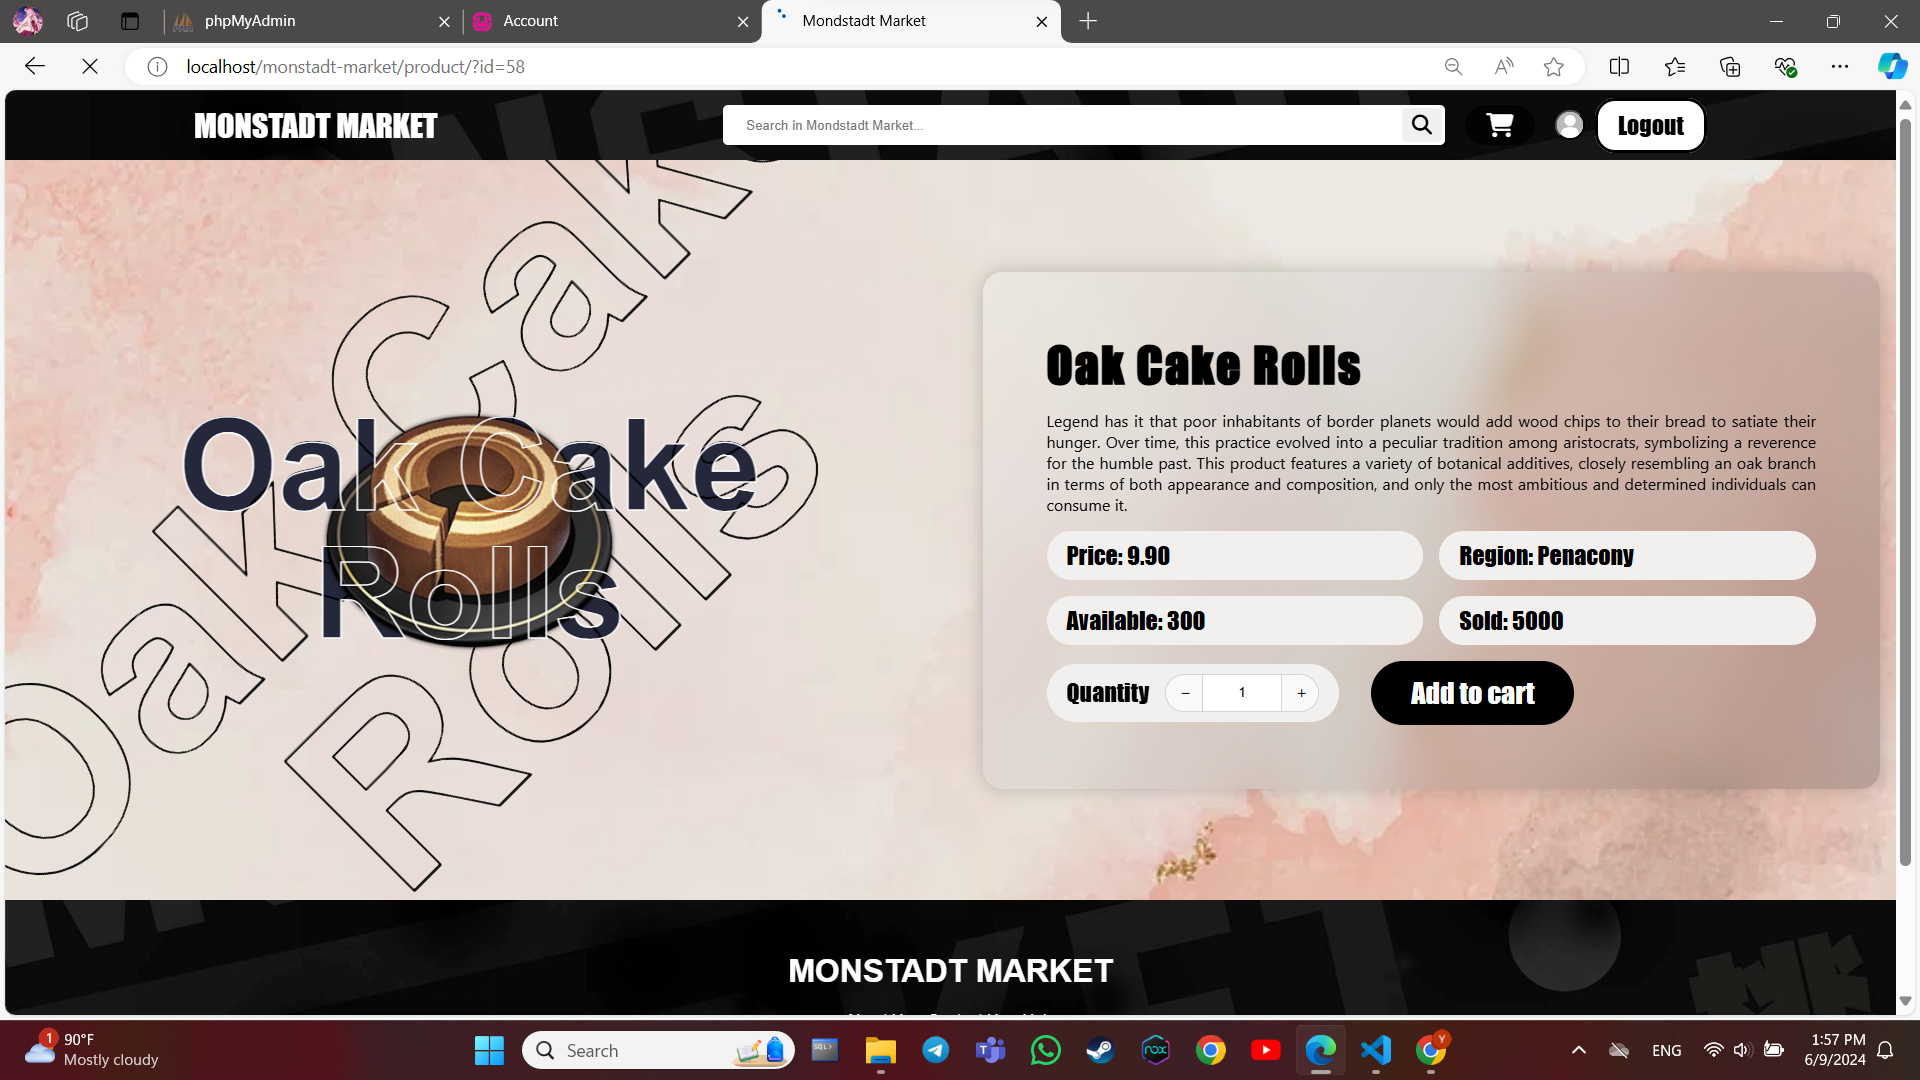 phpMyAdmin
Account
Mondstadt Market
localhost/monstadt-market/product/?id=58
MONSTADT MARKET
Search in Mondstadt Market...
Logout
Oak Cake
Rolls
Oak Cake
Rolls
Oak Cake Rolls
Legend has it that poor inhabitants of border planets would add wood chips to their bread to satiate their
hunger. Over time, this practice evolved into a peculiar tradition among aristocrats, symbolizing a reverence
for the humble past. This product features a variety of botanical additives, closely resembling an oak branch
in terms of both appearance and composition, and only the most ambitious and determined individuals can
consume it.
Price: 9.90
Region: Penacony
Available: 300
Sold: 5000
Quantity
−
1
+
Add to cart
MONSTADT MARKET
1
90°F
Mostly cloudy
Search
SQL>
nox
Y
ENG
1:57 PM
6/9/2024